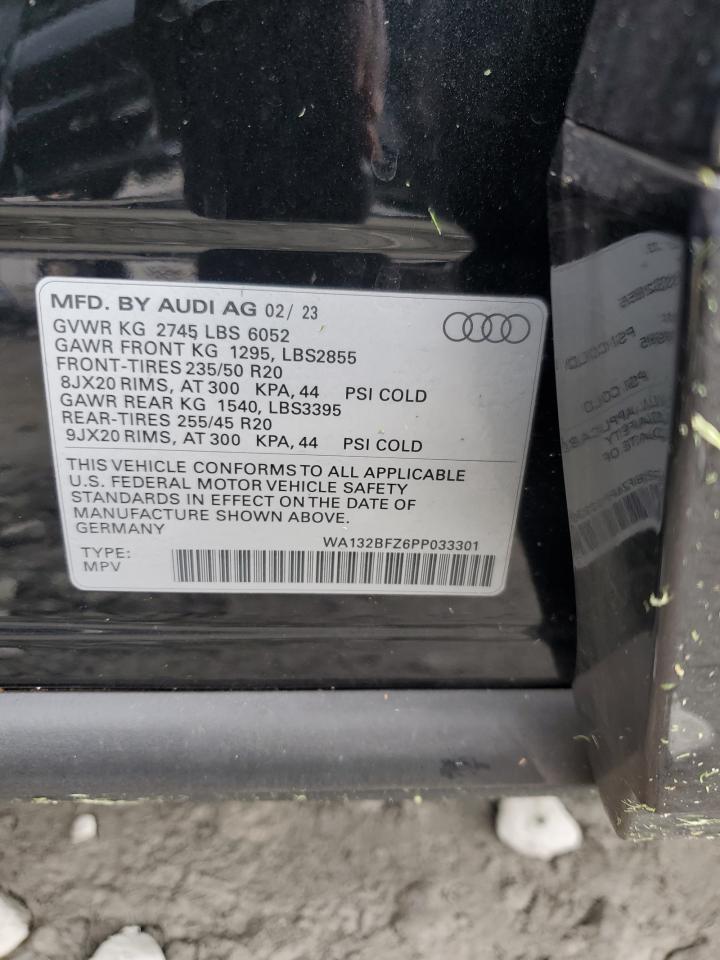 MFD. BY AUDI AG 02/ 23
GVWR KG 2745 LBS 6052
GAWR FRONT KG 1295, LBS2855
FRONT-TIRES 235/50 R20
8JX20 RIMS, AT 300 KPA, 44 PSI COLD
GAWR REAR KG 1540, LBS3395
REAR-TIRES 255/45 R20
9JX20 RIMS, AT 300 KPA, 44 PSI COLD
THIS VEHICLE CONFORMS TO ALL APPLICABLE
U.S. FEDERAL MOTOR VEHICLE SAFETY
STANDARDS IN EFFECT ON THE DATE OF
MANUFACTURE SHOWN ABOVE.
GERMANY
WA132BFZ6PP033301
TYPE:
MPV